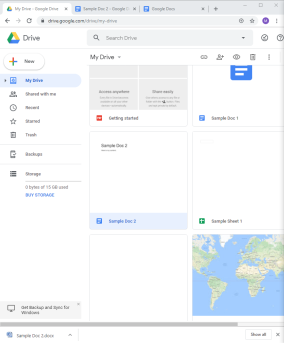 My Drive - Google Drive
Sample Doc 2 - Google D
Google Docs
drive.google.com/drive/my-drive
Drive
Search Drive
New
My Drive
My Drive
Shared with me
Recent
Starred
Trash
Backups
Storage
0 bytes of 15 GB used
BUY STORAGE
Get Backup and Sync for
Windows
Access anywhere
Share easily
Getting started
Sample Doc 1
Sample Doc 2
Sample Doc 2
Sample Sheet 1
Sample Doc 2.docx
Show all